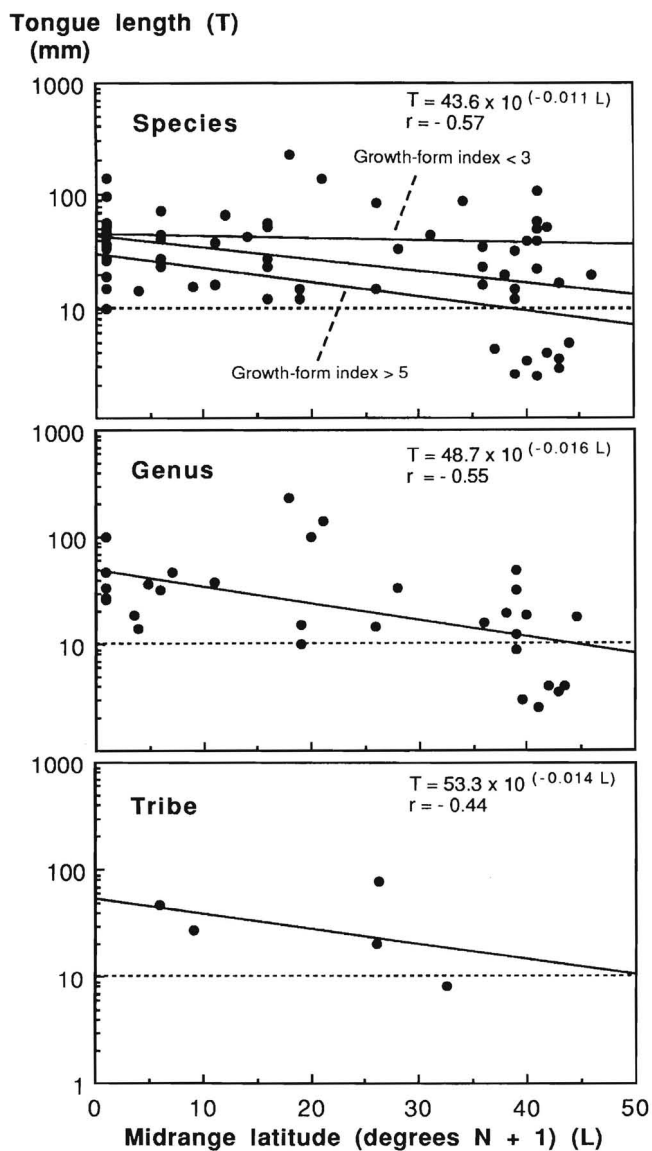 Tongue length (T)
(mm)
1000
T = 43.6 x 10 (-0.011 L)
Species
r = - 0.57
Growth-form index < 3
100
10
Growth-form index > 5
1000
T = 48.7 x 10 (-0.016 L)
Genus
r = - 0.55
100
10
1000
T = 53.3 x 10 (-0.014 L)
Tribe
r = - 0.44
100
10
1
0 10 20 30 40 50
Midrange latitude (degrees N + 1) (L)